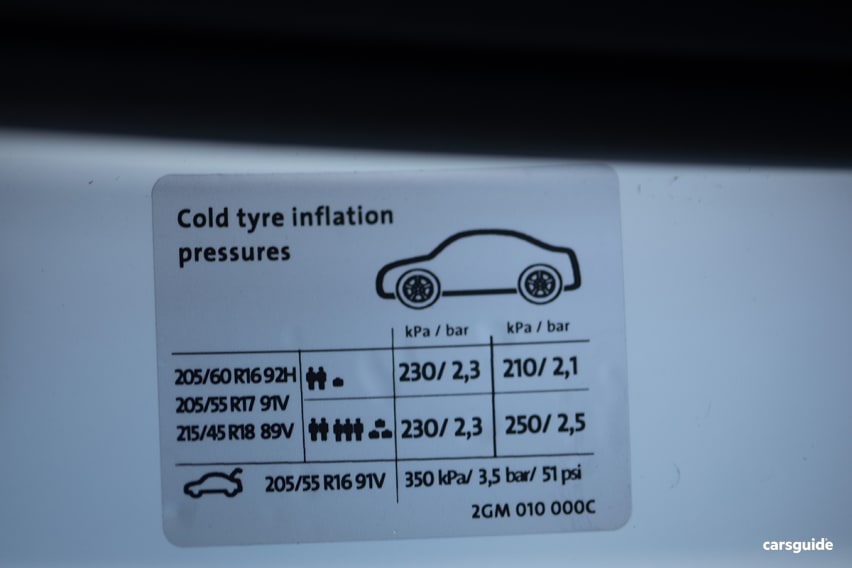 Cold tyre inflation
pressures
kPa / bar kPa / bar
205/60 R16 92H 230/ 2,3 210/ 2,1
205/55 R17 91V
215/45 R18 89V 230/ 2,3 250/ 2,5
205/55 R16 91V 350 kPa/ 3,5 bar/ 51 psi
2GM 010 000C
carsguide